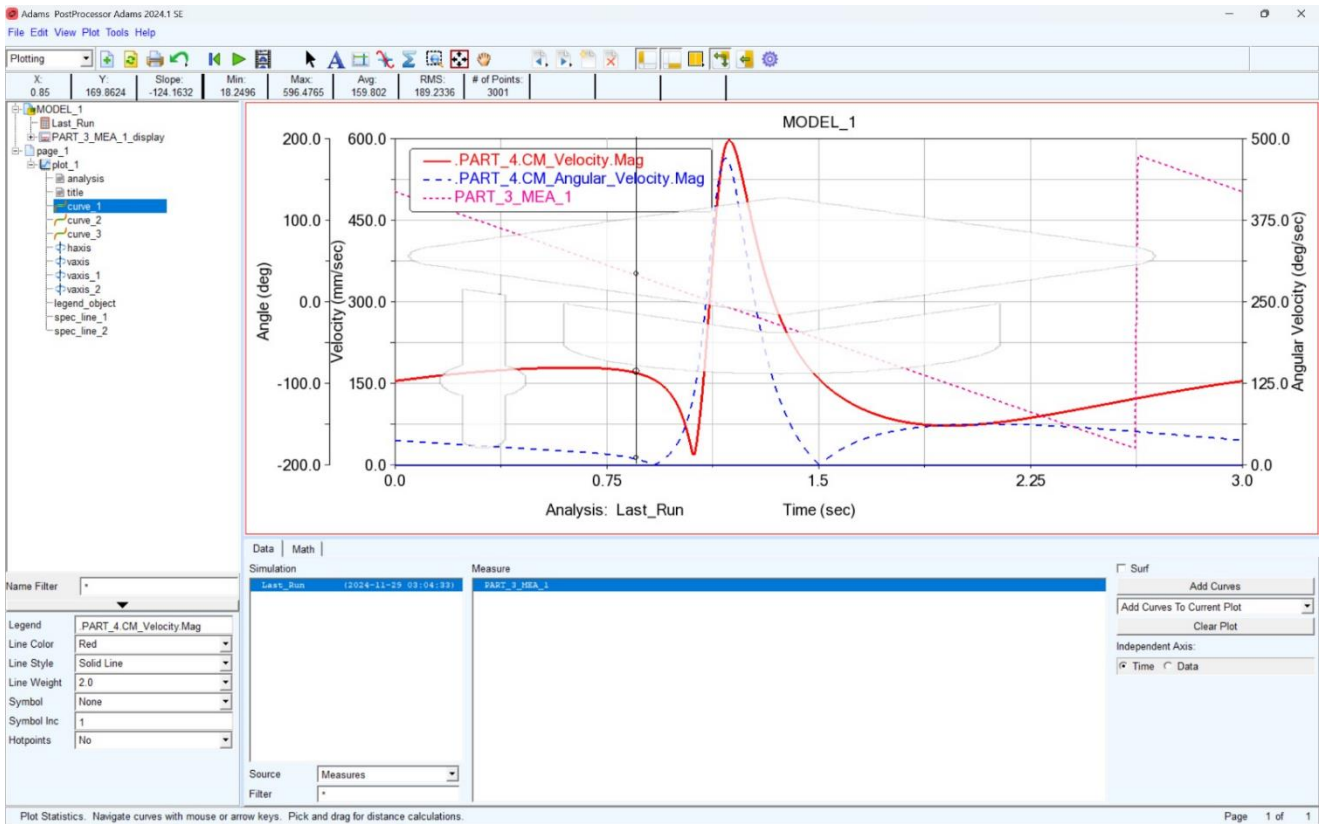 Adams PostProcessor Adams 2024.1 SE
File Edit View Plot Tools Help
Plotting
X: Y: Slope: Min: Max: Avg: RMS: # of Points:
0.85 169.8624 -124.1632 18.2496 596.4765 159.802 189.2336 3001
MODEL_1
Last_Run
PART_3_MEA_1_display
page_1
plot_1
analysis
title
curve_1
curve_2
curve_3
haxis
vaxis
vaxis_1
vaxis_2
legend_object
spec_line_1
spec_line_2
Name Filter *
Legend .PART_4.CM_Velocity.Mag
Line Color Red
Line Style Solid Line
Line Weight 2.0
Symbol None
Symbol Inc 1
Hotpoints No
MODEL_1
.PART_4.CM_Velocity.Mag
.PART_4.CM_Angular_Velocity.Mag
PART_3_MEA_1
Angle (deg)
200.0
100.0
0.0
-100.0
-200.0
Velocity (mm/sec)
600.0
450.0
300.0
150.0
0.0
Angular Velocity (deg/sec)
500.0
375.0
250.0
125.0
0.0
0.0 0.75 1.5 2.25 3.0
Analysis: Last_Run Time (sec)
Data Math
Simulation
Last_Run (2024-11-29 03:04:33)
Source Measures
Filter *
Measure
PART_3_MEA_1
Surf
Add Curves
Add Curves To Current Plot
Clear Plot
Independent Axis:
Time Data
Plot Statistics. Navigate curves with mouse or arrow keys. Pick and drag for distance calculations.
Page 1 of 1